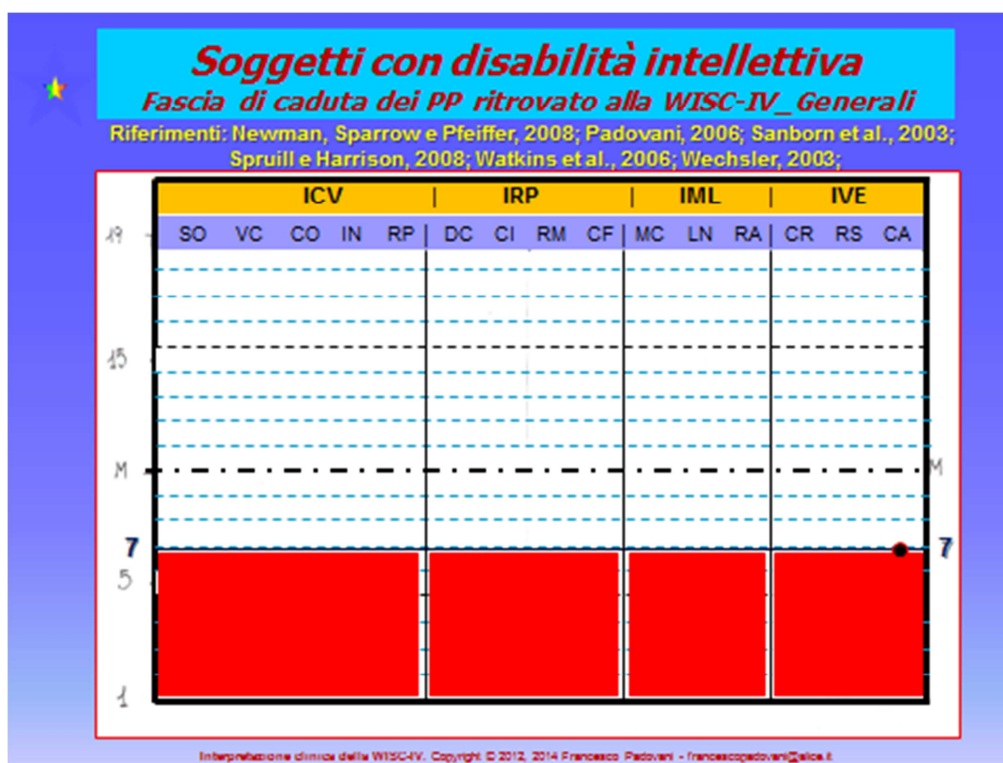 Soggetti con disabilità intellettiva
Fascia di caduta dei PP ritrovato alla WISC-IV_Generali
Riferimenti: Newman, Sparrow e Pfeiffer, 2008; Padovani, 2006; Sanborn et al., 2003;
Spruill e Harrison, 2008; Watkins et al., 2006; Wechsler, 2003;
ICV | IRP | IML | IVE
19 SO VC CO IN RP | DC CI RM CF | MC LN RA | CR RS CA
15
M M
7 7
5
1
Interpretazione clinica della WISC-IV. Copyright © 2012, 2014 Francesco Padovani - francescopadovani@alice.it